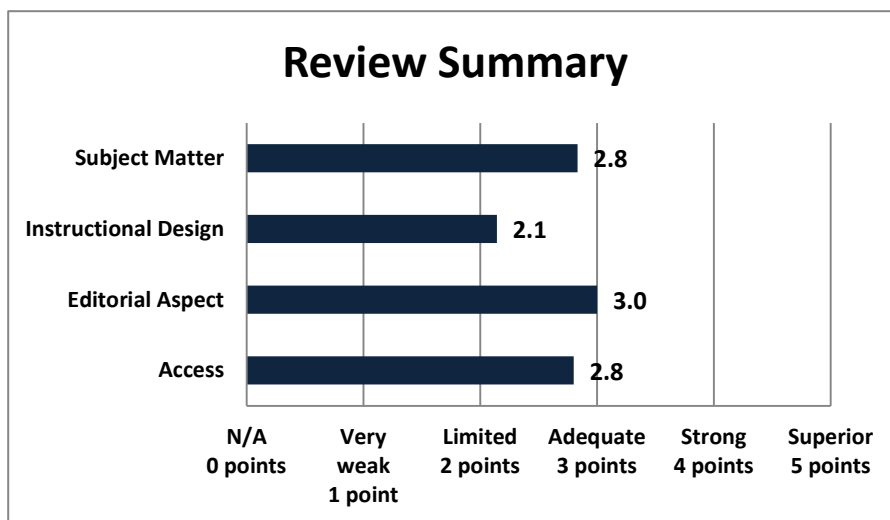 Review Summary
Subject Matter
2.8
Instructional Design
2.1
Editorial Aspect
3.0
Access
2.8
N/A
0 points
Very
weak
1 point
Limited
2 points
Adequate
3 points
Strong
4 points
Superior
5 points